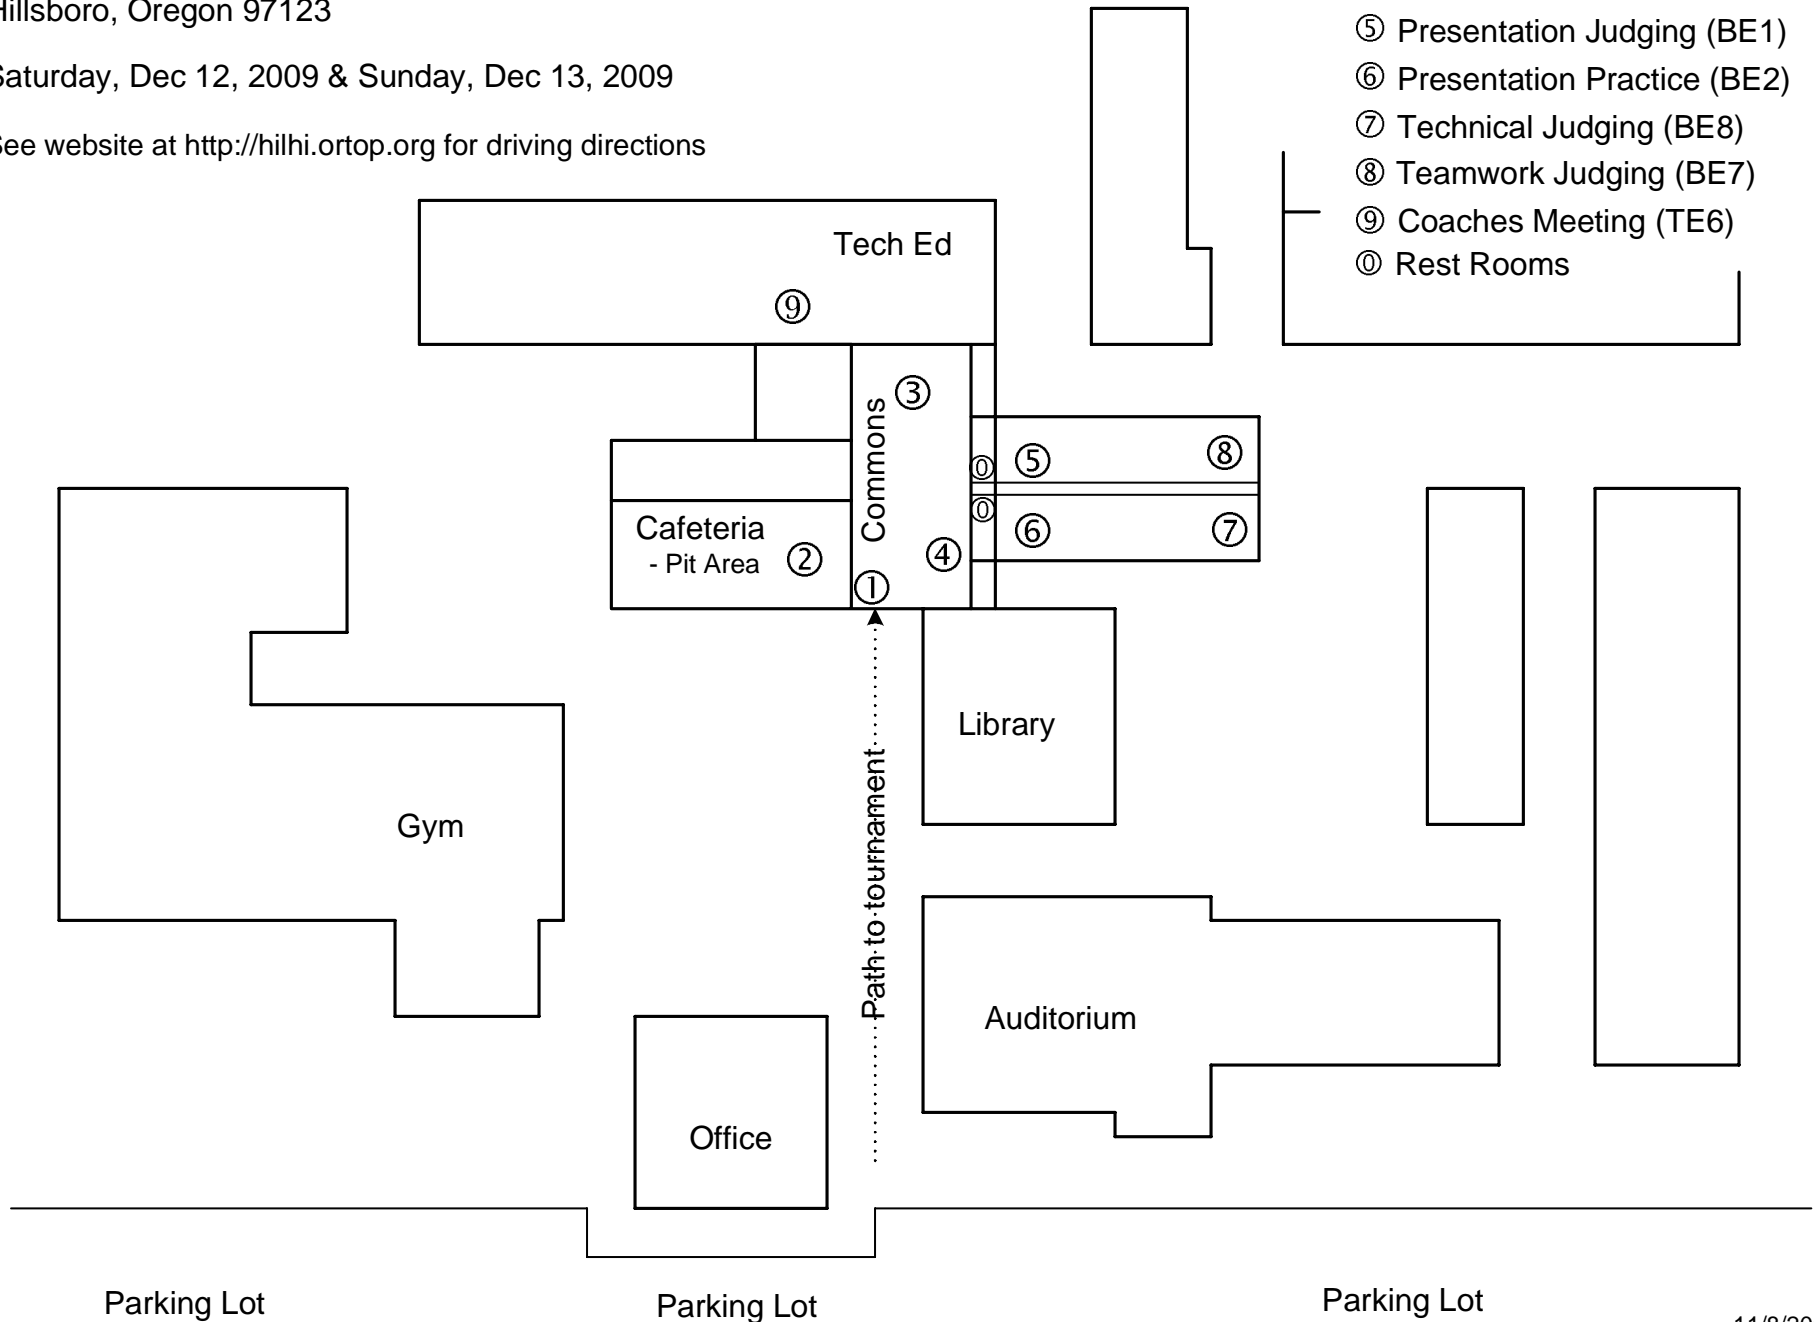 Hillsboro, Oregon 97123
Saturday, Dec 12, 2009 & Sunday, Dec 13, 2009
See website at http://hilhi.ortop.org for driving directions
⑤ Presentation Judging (BE1)
⑥ Presentation Practice (BE2)
⑦ Technical Judging (BE8)
⑧ Teamwork Judging (BE7)
⑨ Coaches Meeting (TE6)
⓪ Rest Rooms
Tech Ed
⑨
③
Commons
⓪ ⑤ ⑧
⓪ ⑥ ⑦
Cafeteria
- Pit Area ②
④
①
Library
Path to tournament
Gym
Auditorium
Office
Parking Lot
Parking Lot
Parking Lot